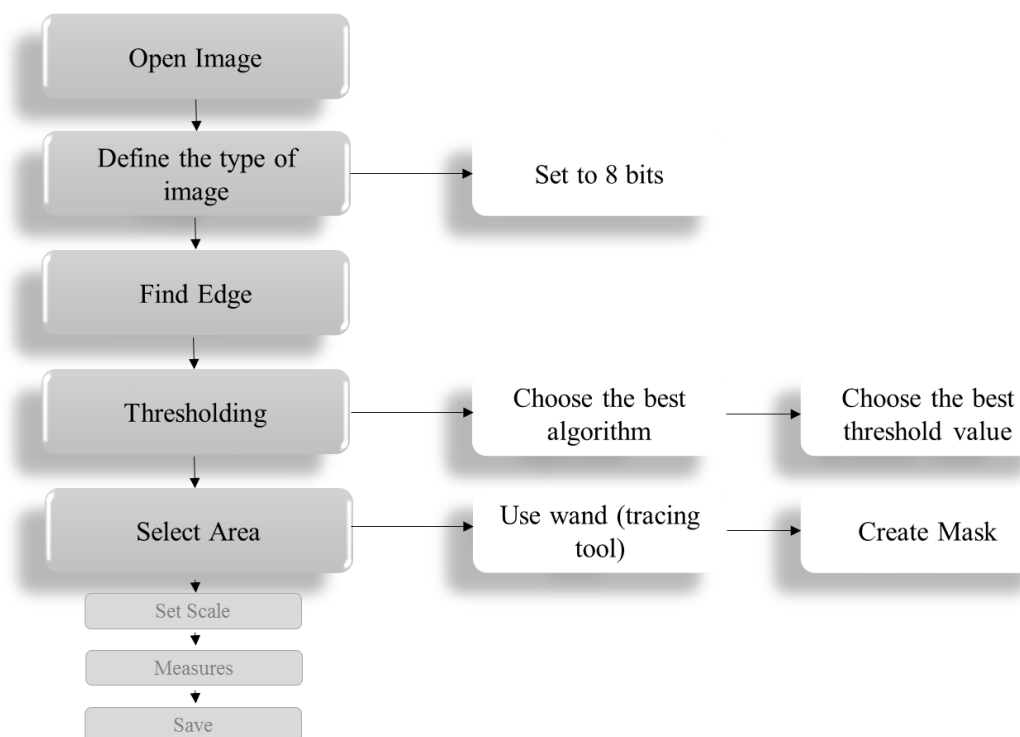 Open Image
Define the type of
image
Set to 8 bits
Find Edge
Thresholding
Choose the best
algorithm
Choose the best
threshold value
Select Area
Use wand (tracing
tool)
Create Mask
Set Scale
Measures
Save